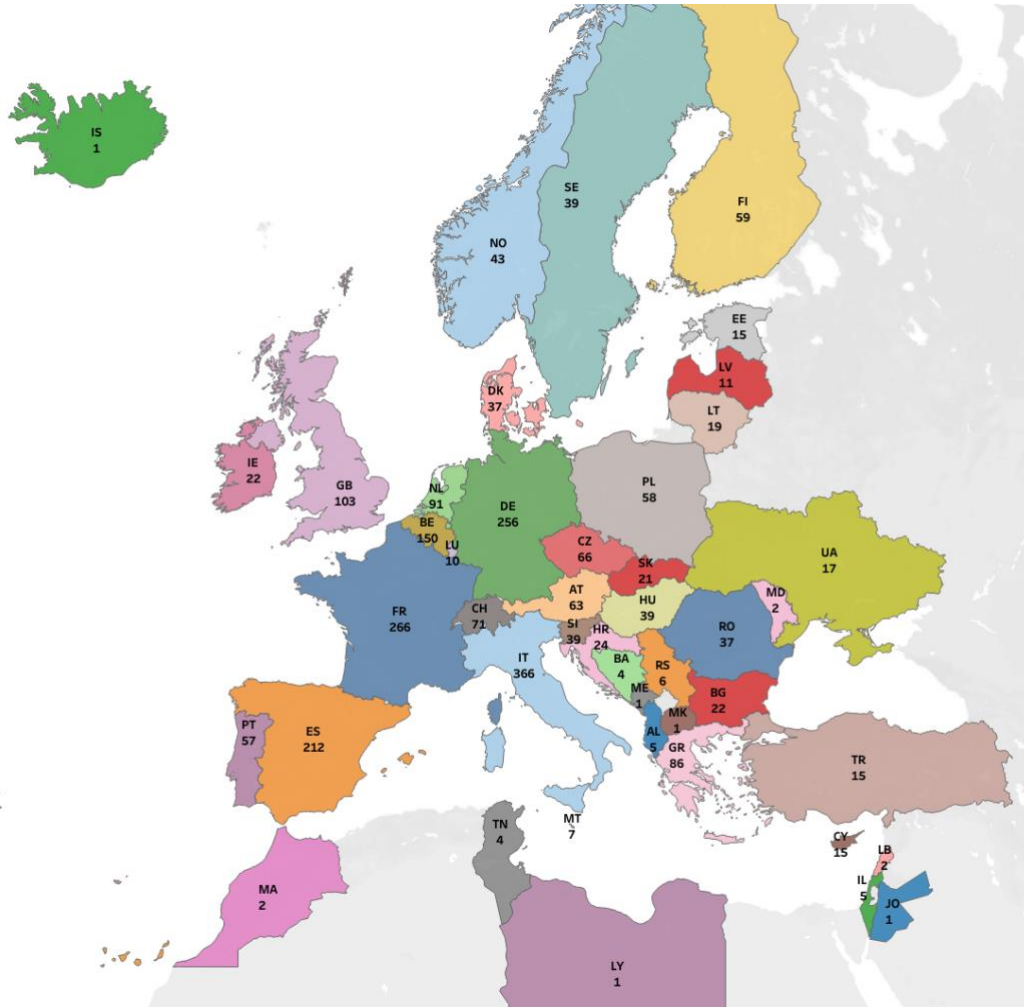 IS
1
SE
39
FI
59
NO
43
EE
15
LV
11
DK
37
LT
19
IE
22
GB
103
NL
91
DE
256
PL
58
BE
150
LU
10
CZ
66
UA
17
SK
21
AT
63
HU
39
MD
2
FR
266
CH
71
SI
39
HR
24
RO
37
IT
366
BA
4
RS
6
ME
1
BG
22
MK
1
PT
57
ES
212
AL
5
GR
86
TR
15
TN
4
MT
7
CY
15
LB
2
MA
2
IL
5
JO
1
LY
1